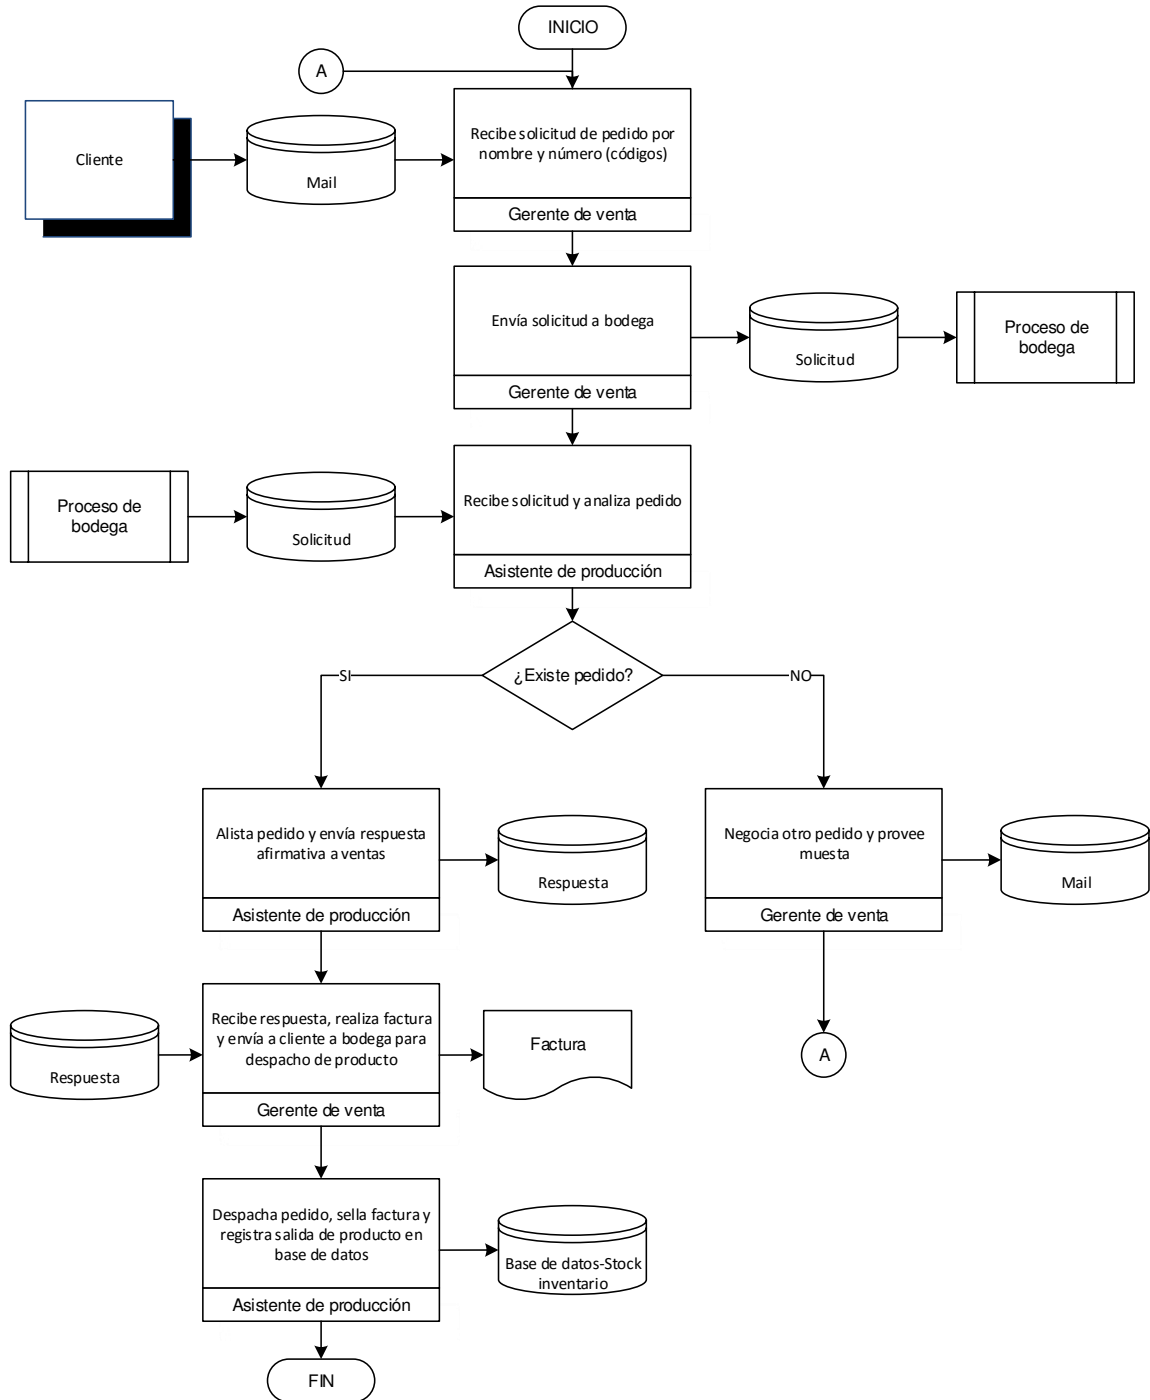 INICIO
A
Cliente
Mail
Recibe solicitud de pedido por
nombre y número (códigos)
Gerente de venta
Envía solicitud a bodega
Gerente de venta
Solicitud
Proceso de
bodega
Proceso de
bodega
Solicitud
Recibe solicitud y analiza pedido
Asistente de producción
¿Existe pedido?
SI
NO
Alista pedido y envía respuesta
afirmativa a ventas
Asistente de producción
Respuesta
Negocia otro pedido y provee
muesta
Gerente de venta
Mail
Respuesta
Recibe respuesta, realiza factura
y envía a cliente a bodega para
despacho de producto
Gerente de venta
Factura
A
Despacha pedido, sella factura y
registra salida de producto en
base de datos
Asistente de producción
Base de datos-Stock
inventario
FIN